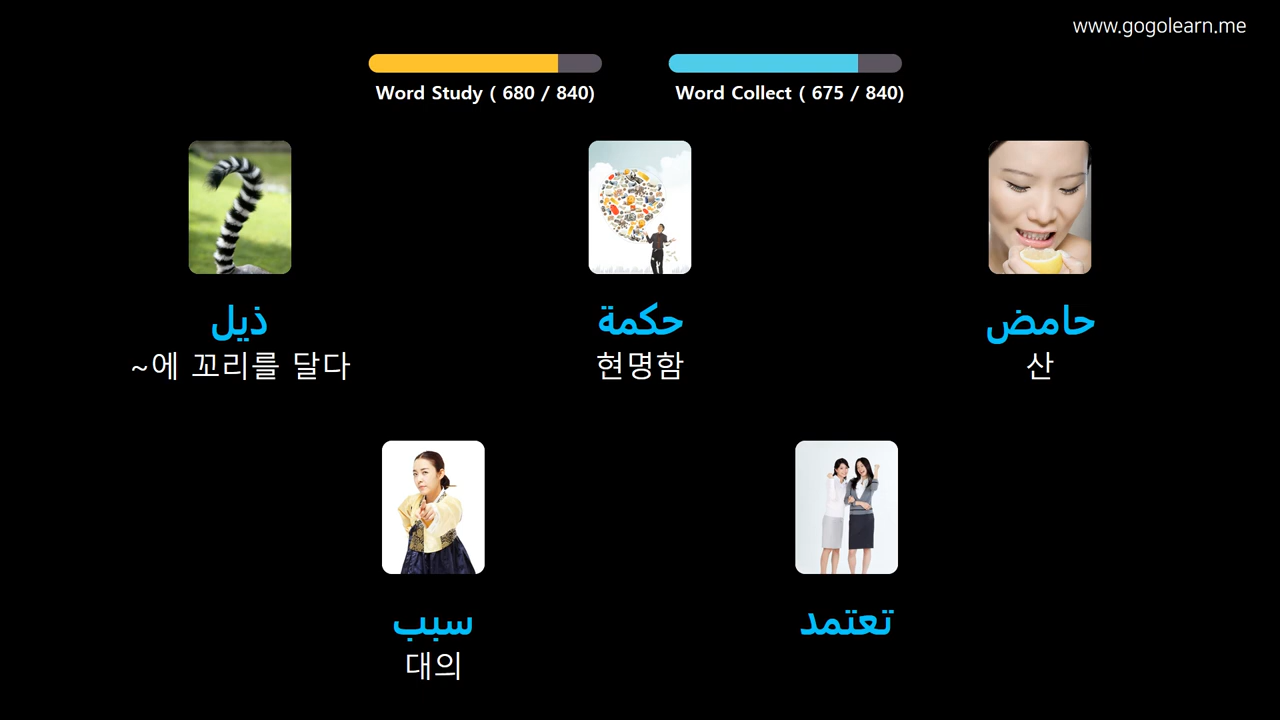 www.gogolearn.me
Word Study ( 680 / 840)
Word Collect ( 675 / 840)
ذيل
~에 꼬리를 달다
حكمة
현명함
حامض
산
سبب
대의
تعتمد